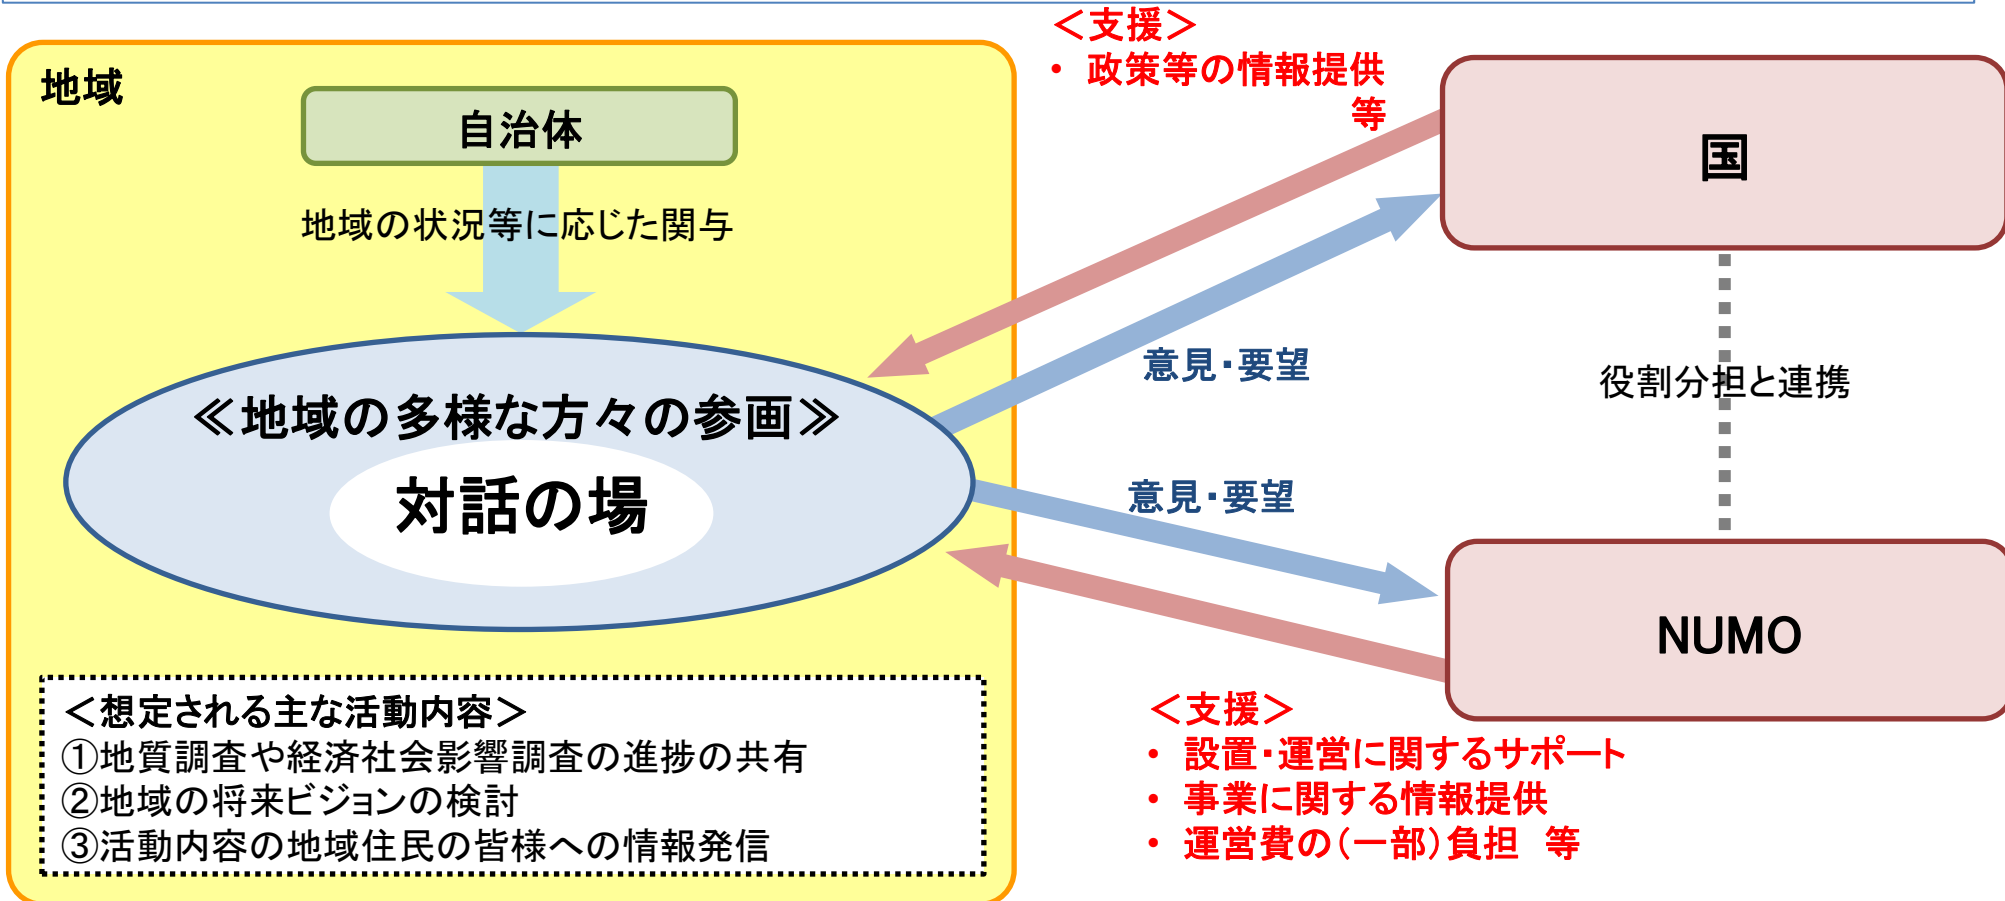 地域
自治体
地域の状況等に応じた関与
≪地域の多様な方々の参画≫
対話の場
＜想定される主な活動内容＞
①地質調査や経済社会影響調査の進捗の共有
②地域の将来ビジョンの検討
③活動内容の地域住民の皆様への情報発信
＜支援＞
・ 政策等の情報提供
等
意見・要望
意見・要望
国
役割分担と連携
NUMO
＜支援＞
・ 設置・運営に関するサポート
・ 事業に関する情報提供
・ 運営費の（一部）負担　等